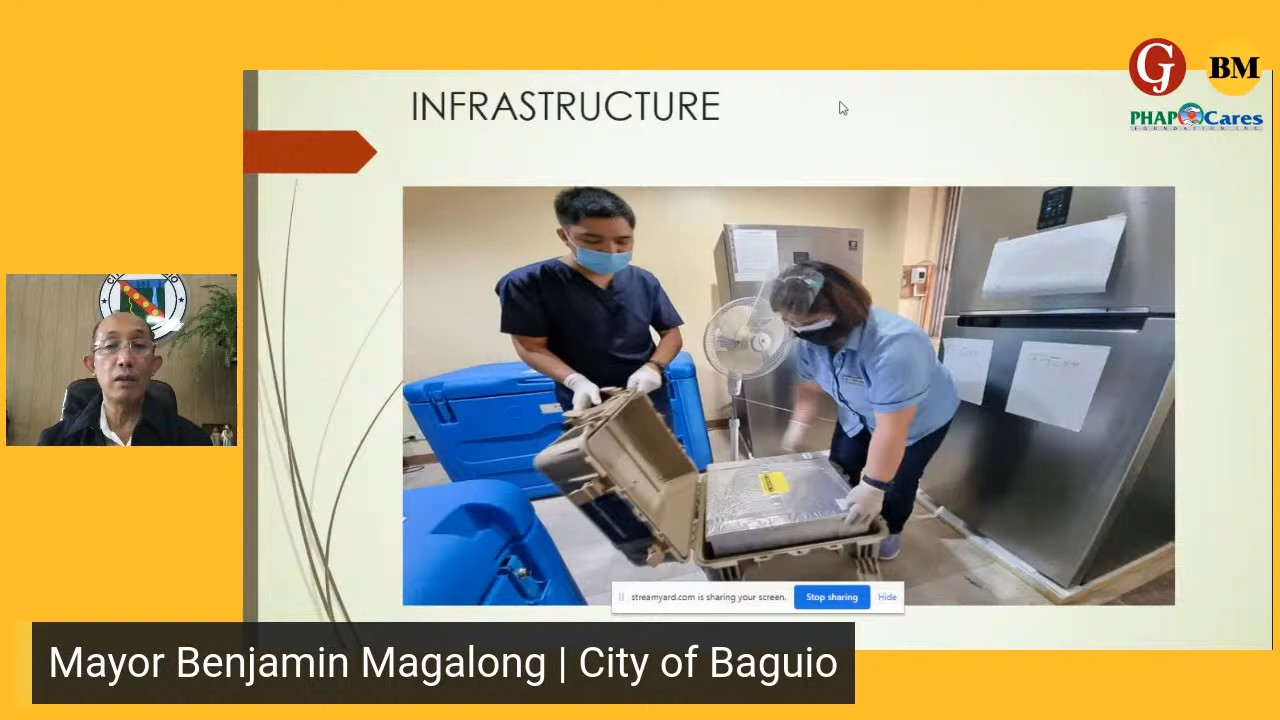 INFRASTRUCTURE
G
BM
PHAP Cares
FOUNDATION INC
streamyard.com is sharing your screen.
Stop sharing
Hide
Mayor Benjamin Magalong | City of Baguio